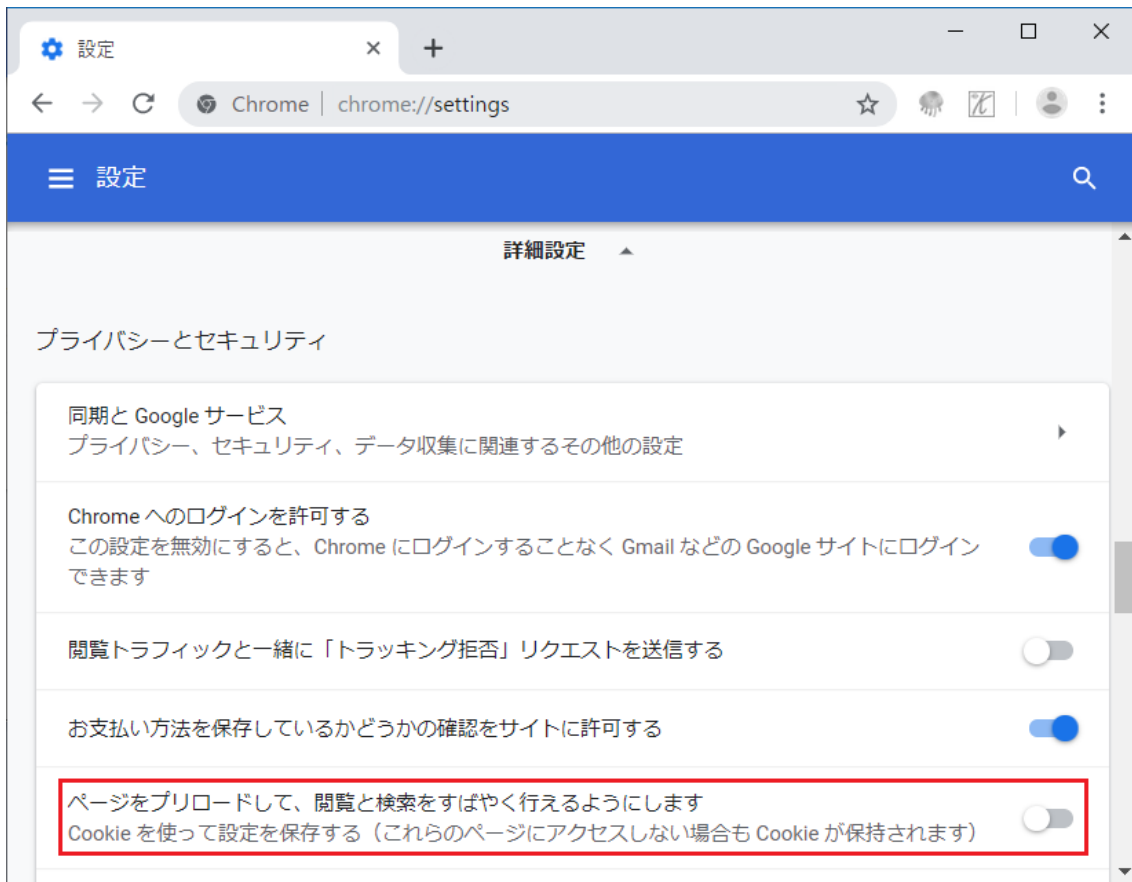 設定
Chrome chrome://settings
設定
詳細設定
プライバシーとセキュリティ
同期と Google サービス
プライバシー、セキュリティ、データ収集に関連するその他の設定
Chrome へのログインを許可する
この設定を無効にすると、Chrome にログインすることなく Gmail などの Google サイトにログイン
できます
閲覧トラフィックと一緒に「トラッキング拒否」リクエストを送信する
お支払い方法を保存しているかどうかの確認をサイトに許可する
ページをプリロードして、閲覧と検索をすばやく行えるようにします
Cookie を使って設定を保存する（これらのページにアクセスしない場合も Cookie が保持されます）